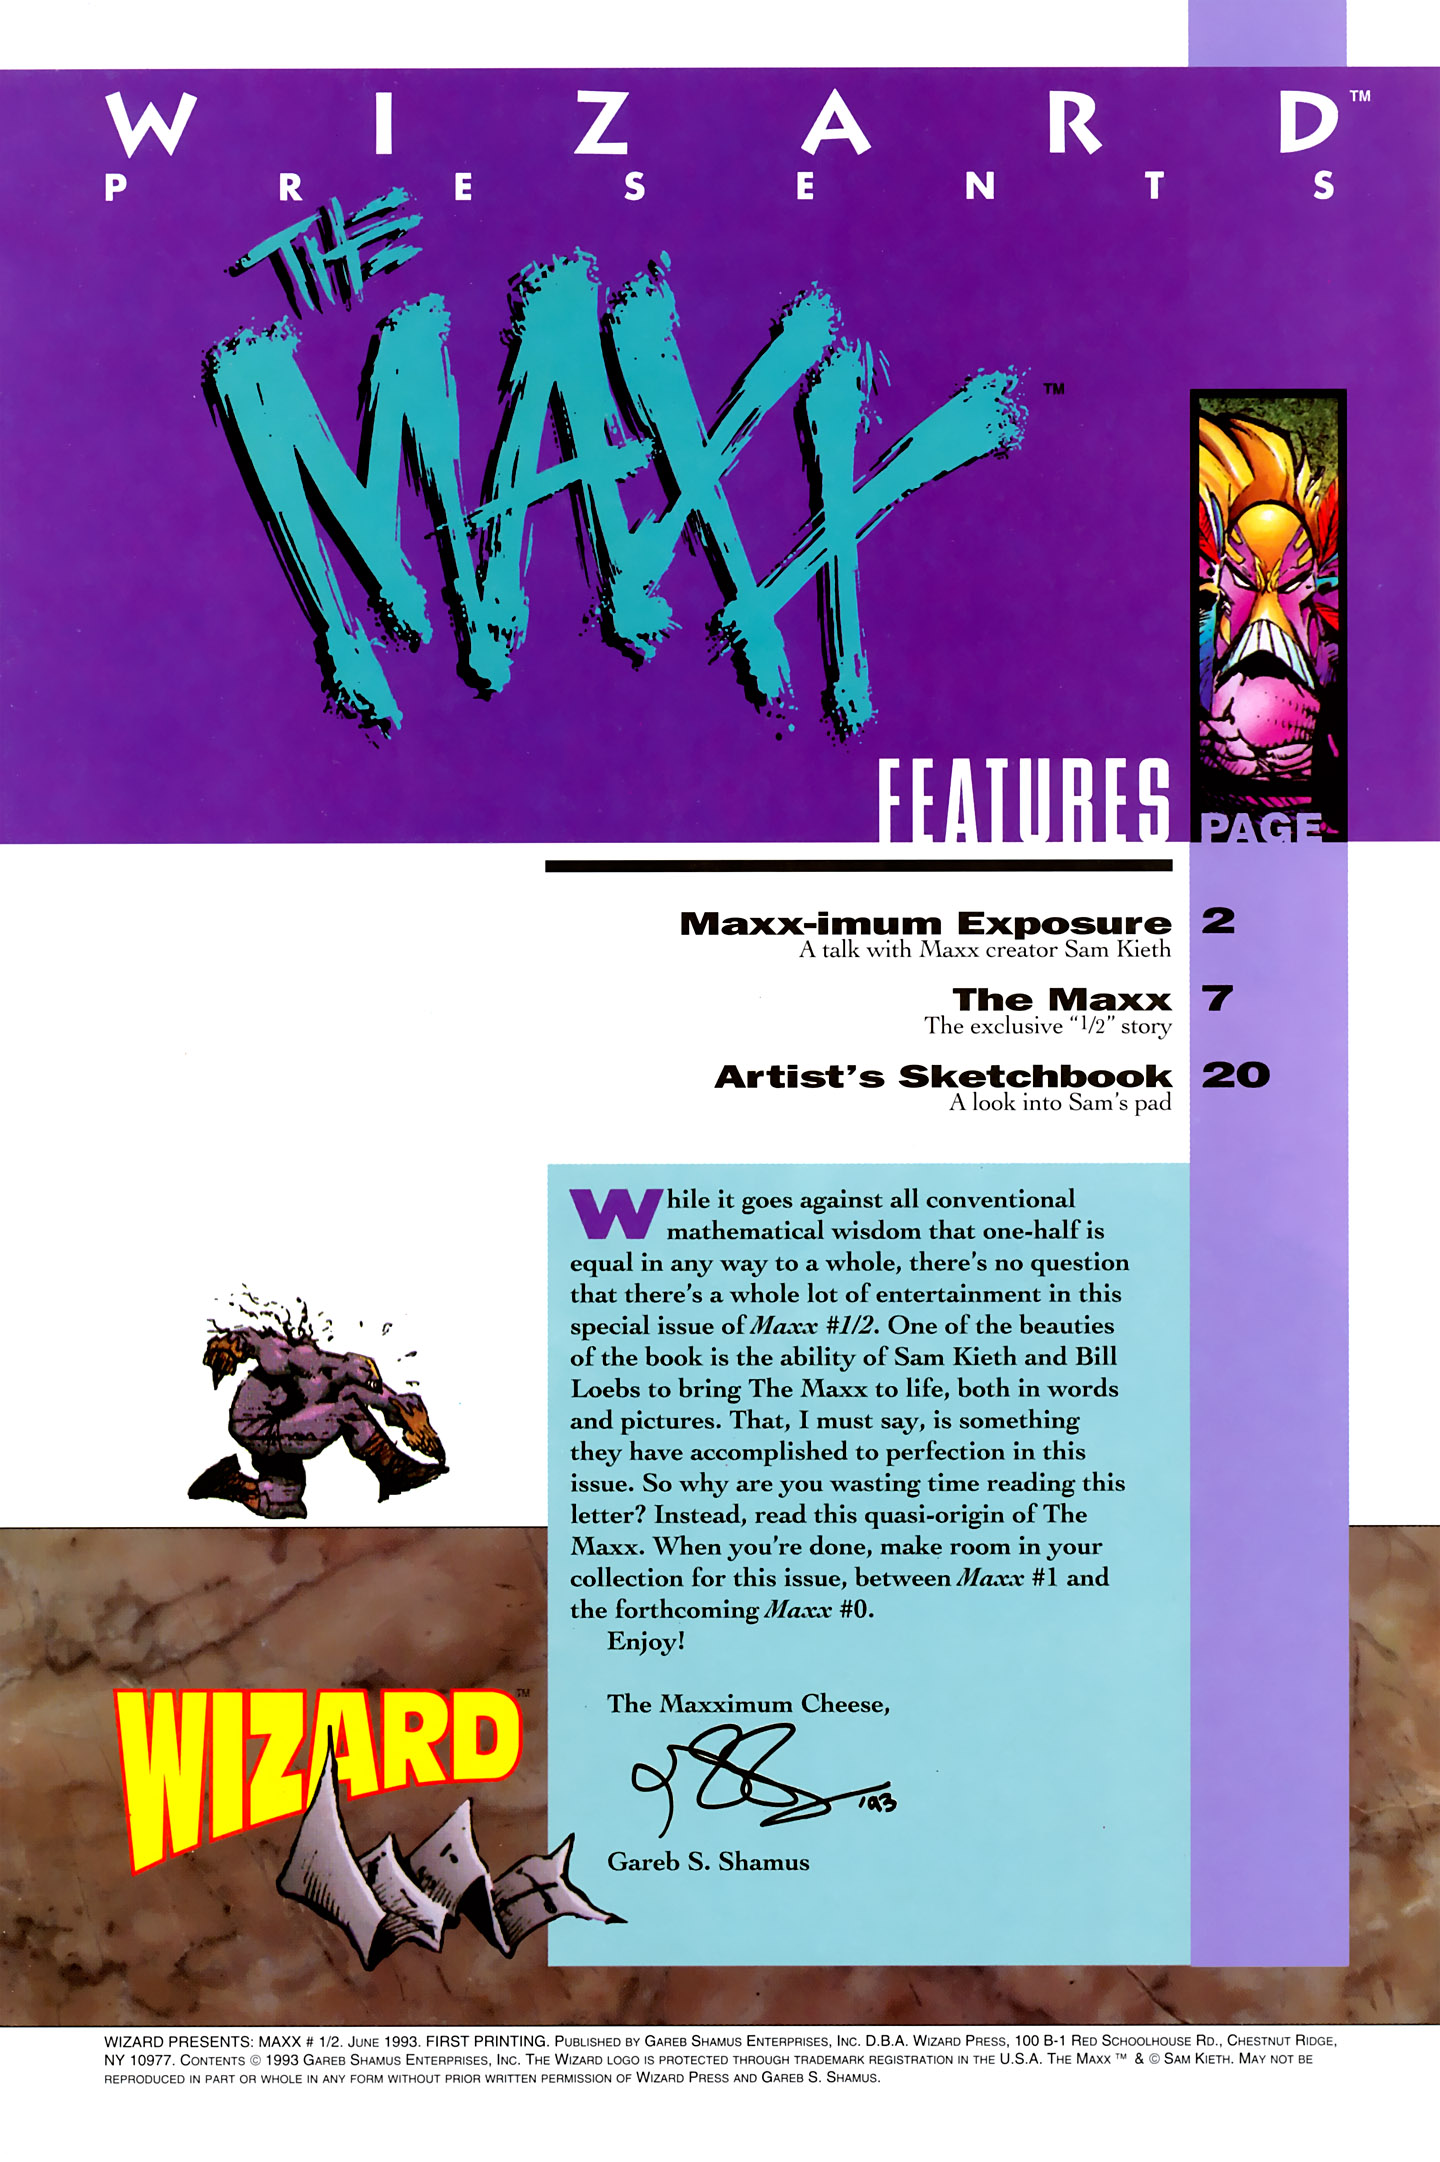 WIZARD™
PRESENTS
THE
MAXX™
FEATURES PAGE
Maxx-imum Exposure 2
A talk with Maxx creator Sam Kieth
The Maxx 7
The exclusive “1/2” story
Artist’s Sketchbook 20
A look into Sam’s pad
While it goes against all conventional
mathematical wisdom that one-half is
equal in any way to a whole, there’s no question
that there’s a whole lot of entertainment in this
special issue of Maxx #1/2. One of the beauties
of the book is the ability of Sam Kieth and Bill
Loebs to bring The Maxx to life, both in words
and pictures. That, I must say, is something
they have accomplished to perfection in this
issue. So why are you wasting time reading this
letter? Instead, read this quasi-origin of The
Maxx. When you’re done, make room in your
collection for this issue, between Maxx #1 and
the forthcoming Maxx #0.
Enjoy!
The Maxximum Cheese,
’93
Gareb S. Shamus
WIZARD™
WIZARD PRESENTS: MAXX # 1/2. JUNE 1993. FIRST PRINTING. PUBLISHED BY GAREB SHAMUS ENTERPRISES, INC. D.B.A. WIZARD PRESS, 100 B-1 RED SCHOOLHOUSE RD., CHESTNUT RIDGE,
NY 10977. CONTENTS © 1993 GAREB SHAMUS ENTERPRISES, INC. THE WIZARD LOGO IS PROTECTED THROUGH TRADEMARK REGISTRATION IN THE U.S.A. THE MAXX ™ & © SAM KIETH. MAY NOT BE
REPRODUCED IN PART OR WHOLE IN ANY FORM WITHOUT PRIOR WRITTEN PERMISSION OF WIZARD PRESS AND GAREB S. SHAMUS.